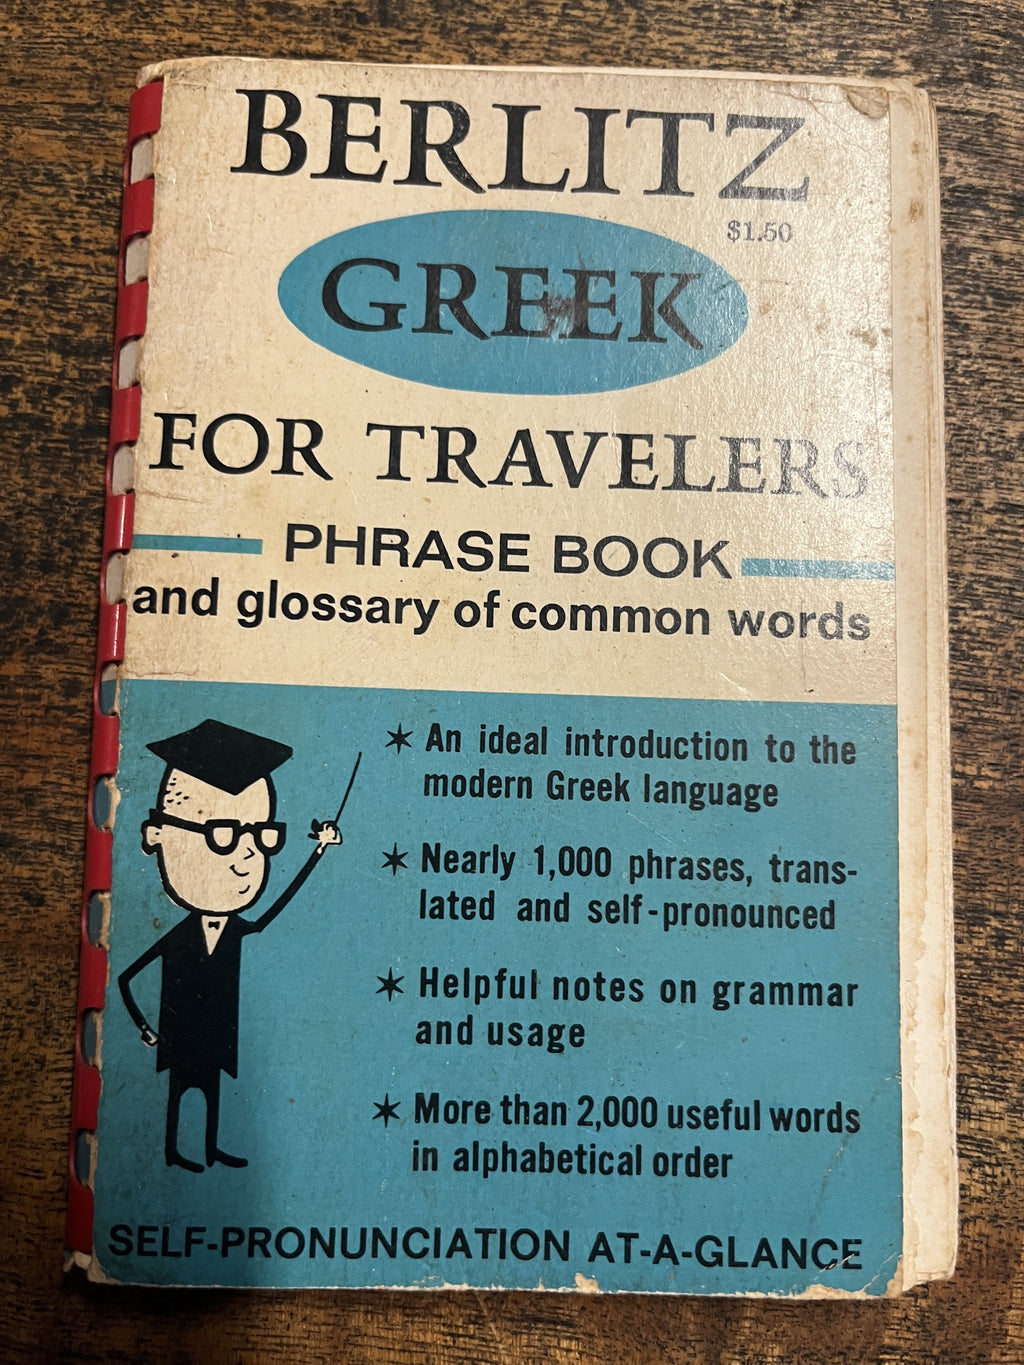 BERLITZ
$1.50
GREEK
FOR TRAVELERS
PHRASE BOOK
and glossary of common words
* An ideal introduction to the
modern Greek language
* Nearly 1,000 phrases, trans-
lated and self-pronounced
* Helpful notes on grammar
and usage
* More than 2,000 useful words
in alphabetical order
SELF-PRONUNCIATION AT-A-GLANCE